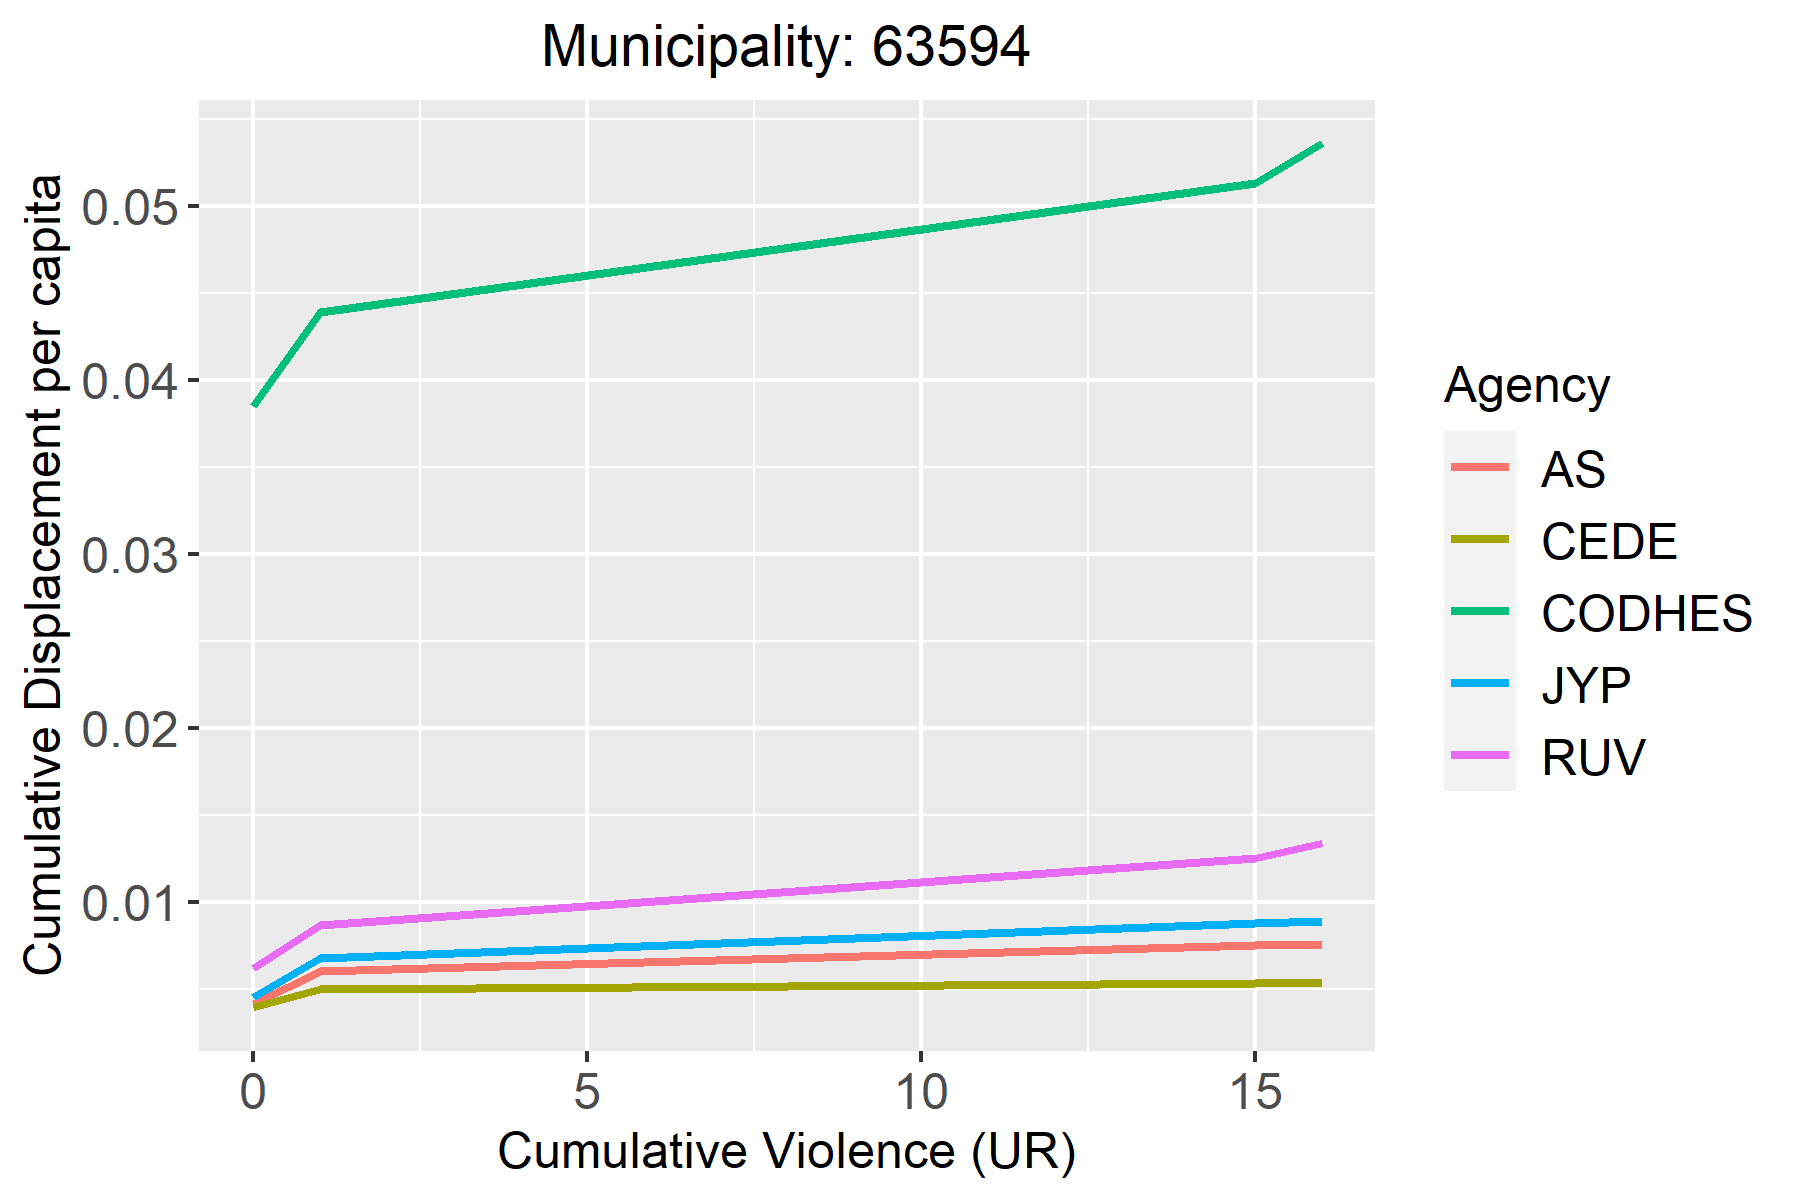 Municipality: 63594
Cumulative Displacement per capita
0.05
0.04
0.03
0.02
0.01
0
5
10
15
Cumulative Violence (UR)
Agency
AS
CEDE
CODHES
JYP
RUV